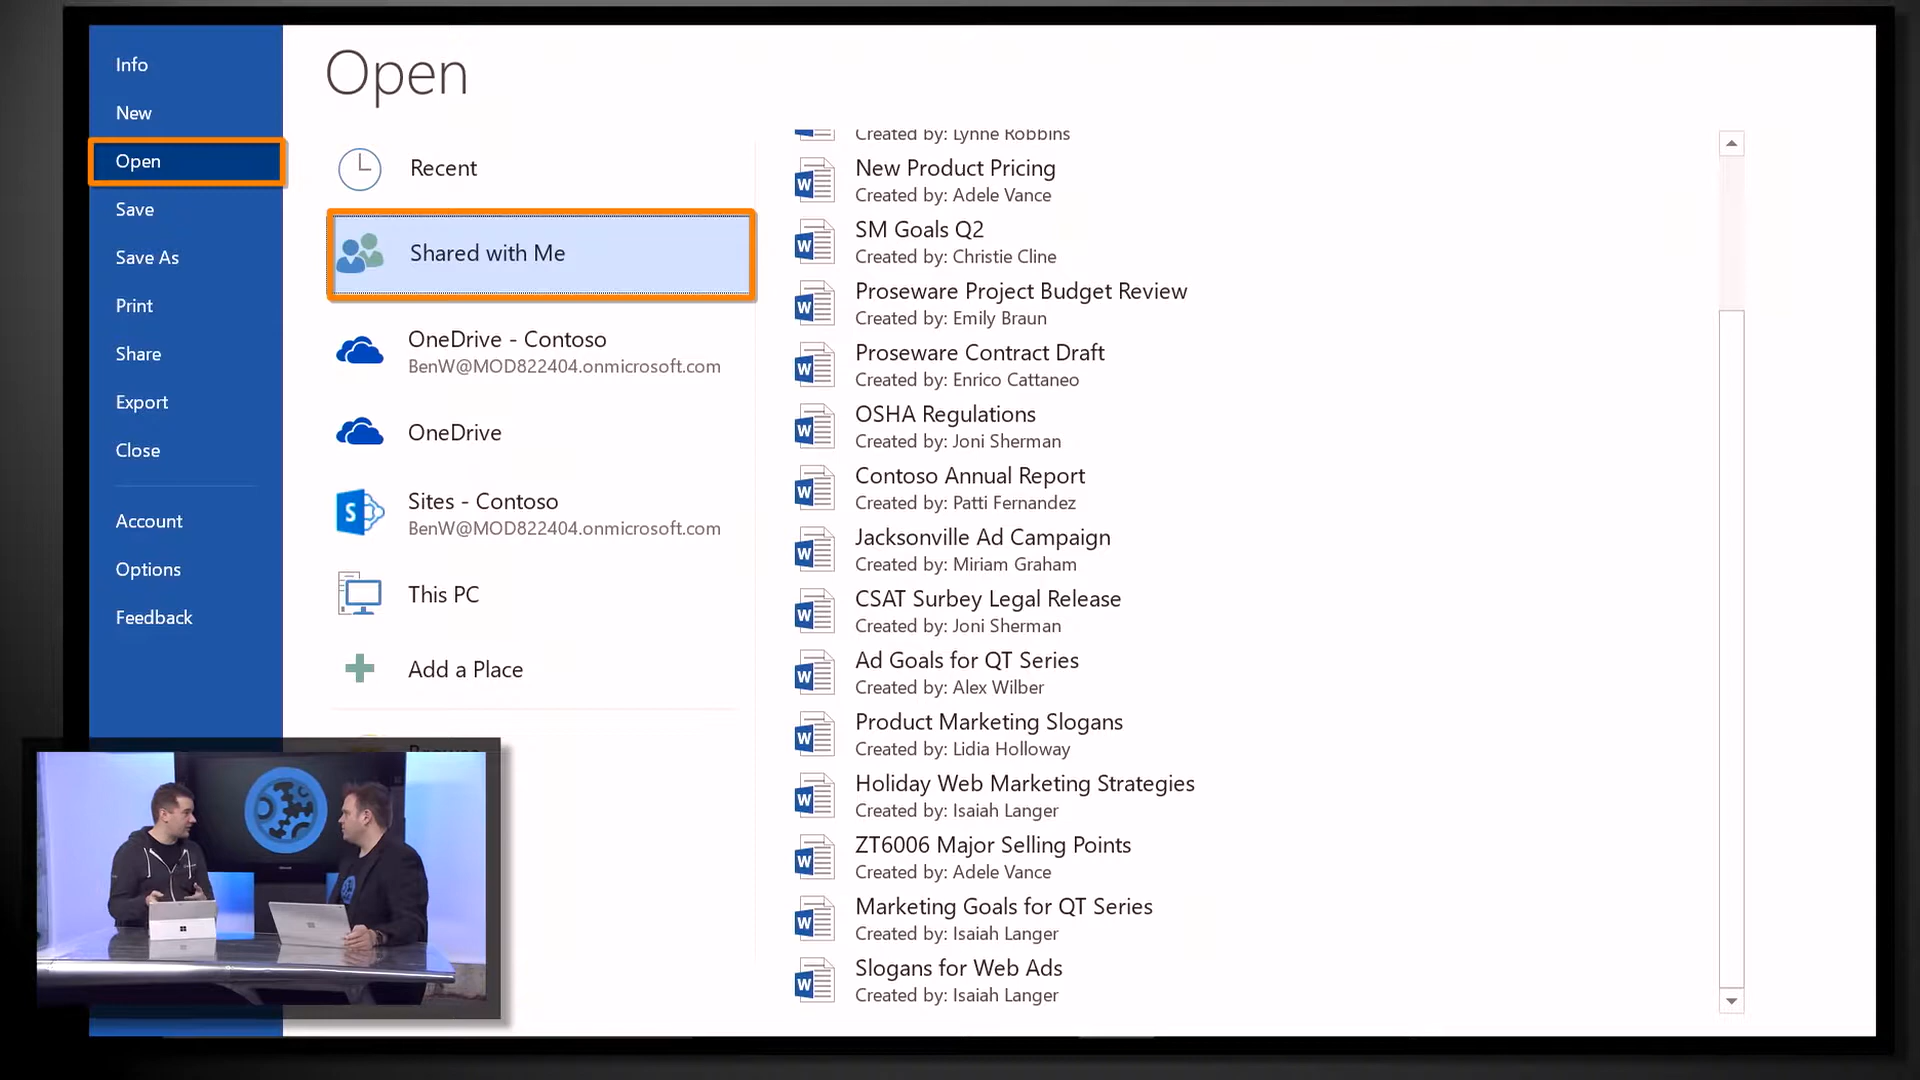 Info
New
Open
Save
Save As
Print
Share
Export
Close
Account
Options
Feedback
Open
Recent
Shared with Me
OneDrive - Contoso
BenW@MOD822404.onmicrosoft.com
OneDrive
Sites - Contoso
BenW@MOD822404.onmicrosoft.com
This PC
Add a Place
Created by: Lynne Robbins
New Product Pricing
Created by: Adele Vance
SM Goals Q2
Created by: Christie Cline
Proseware Project Budget Review
Created by: Emily Braun
Proseware Contract Draft
Created by: Enrico Cattaneo
OSHA Regulations
Created by: Joni Sherman
Contoso Annual Report
Created by: Patti Fernandez
Jacksonville Ad Campaign
Created by: Miriam Graham
CSAT Surbey Legal Release
Created by: Joni Sherman
Ad Goals for QT Series
Created by: Alex Wilber
Product Marketing Slogans
Created by: Lidia Holloway
Holiday Web Marketing Strategies
Created by: Isaiah Langer
ZT6006 Major Selling Points
Created by: Adele Vance
Marketing Goals for QT Series
Created by: Isaiah Langer
Slogans for Web Ads
Created by: Isaiah Langer